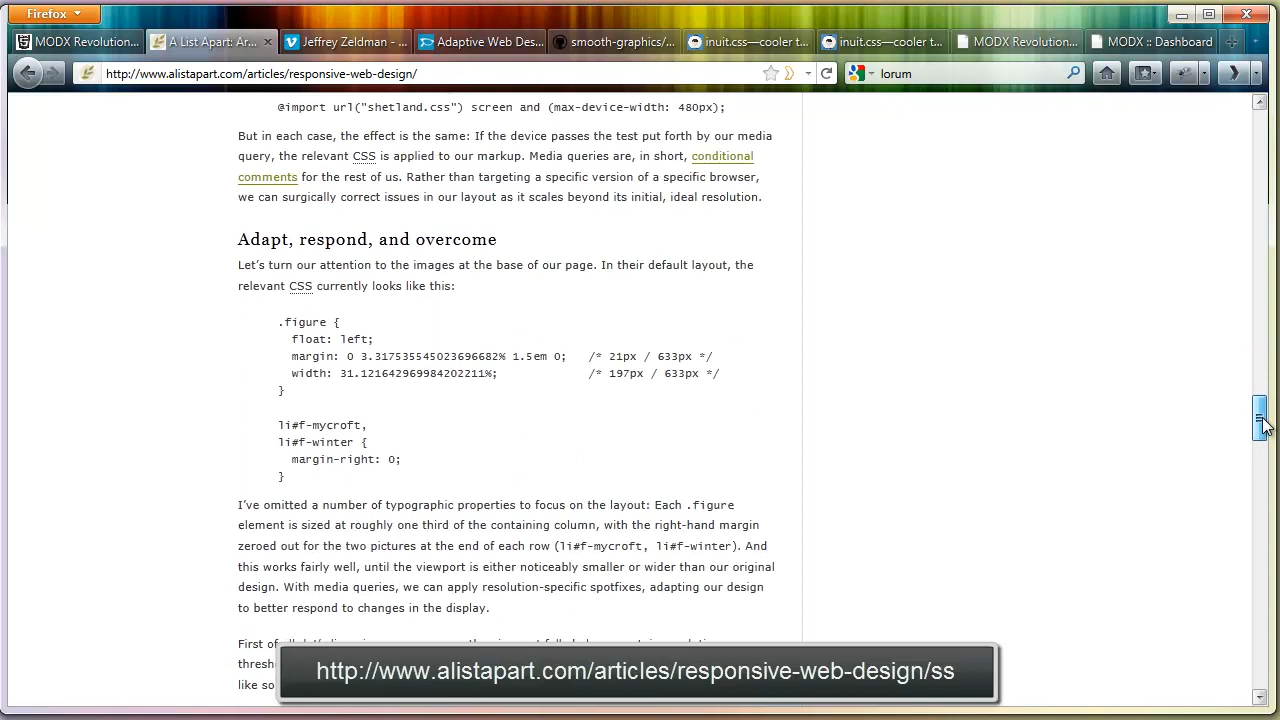 Firefox
MODX Revolution...
A List Apart: Ar...
Jeffrey Zeldman - ...
Adaptive Web Des...
smooth-graphics/...
inuit.css—cooler t...
inuit.css—cooler t...
MODX Revolution...
MODX :: Dashboard
http://www.alistapart.com/articles/responsive-web-design/
lorum
@import url("shetland.css") screen and (max-device-width: 480px);
But in each case, the effect is the same: If the device passes the test put forth by our media
query, the relevant CSS is applied to our markup. Media queries are, in short, conditional
comments for the rest of us. Rather than targeting a specific version of a specific browser,
we can surgically correct issues in our layout as it scales beyond its initial, ideal resolution.
Adapt, respond, and overcome
Let’s turn our attention to the images at the base of our page. In their default layout, the
relevant CSS currently looks like this:
.figure {
float: left;
margin: 0 3.317535545023696682% 1.5em 0;   /* 21px / 633px */
width: 31.121642969984202211%;   /* 197px / 633px */
}
li#f-mycroft,
li#f-winter {
margin-right: 0;
}
I’ve omitted a number of typographic properties to focus on the layout: Each .figure
element is sized at roughly one third of the containing column, with the right-hand margin
zeroed out for the two pictures at the end of each row (li#f-mycroft, li#f-winter). And
this works fairly well, until the viewport is either noticeably smaller or wider than our original
design. With media queries, we can apply resolution-specific spotfixes, adapting our design
to better respond to changes in the display.
First of
like so
http://www.alistapart.com/articles/responsive-web-design/ss